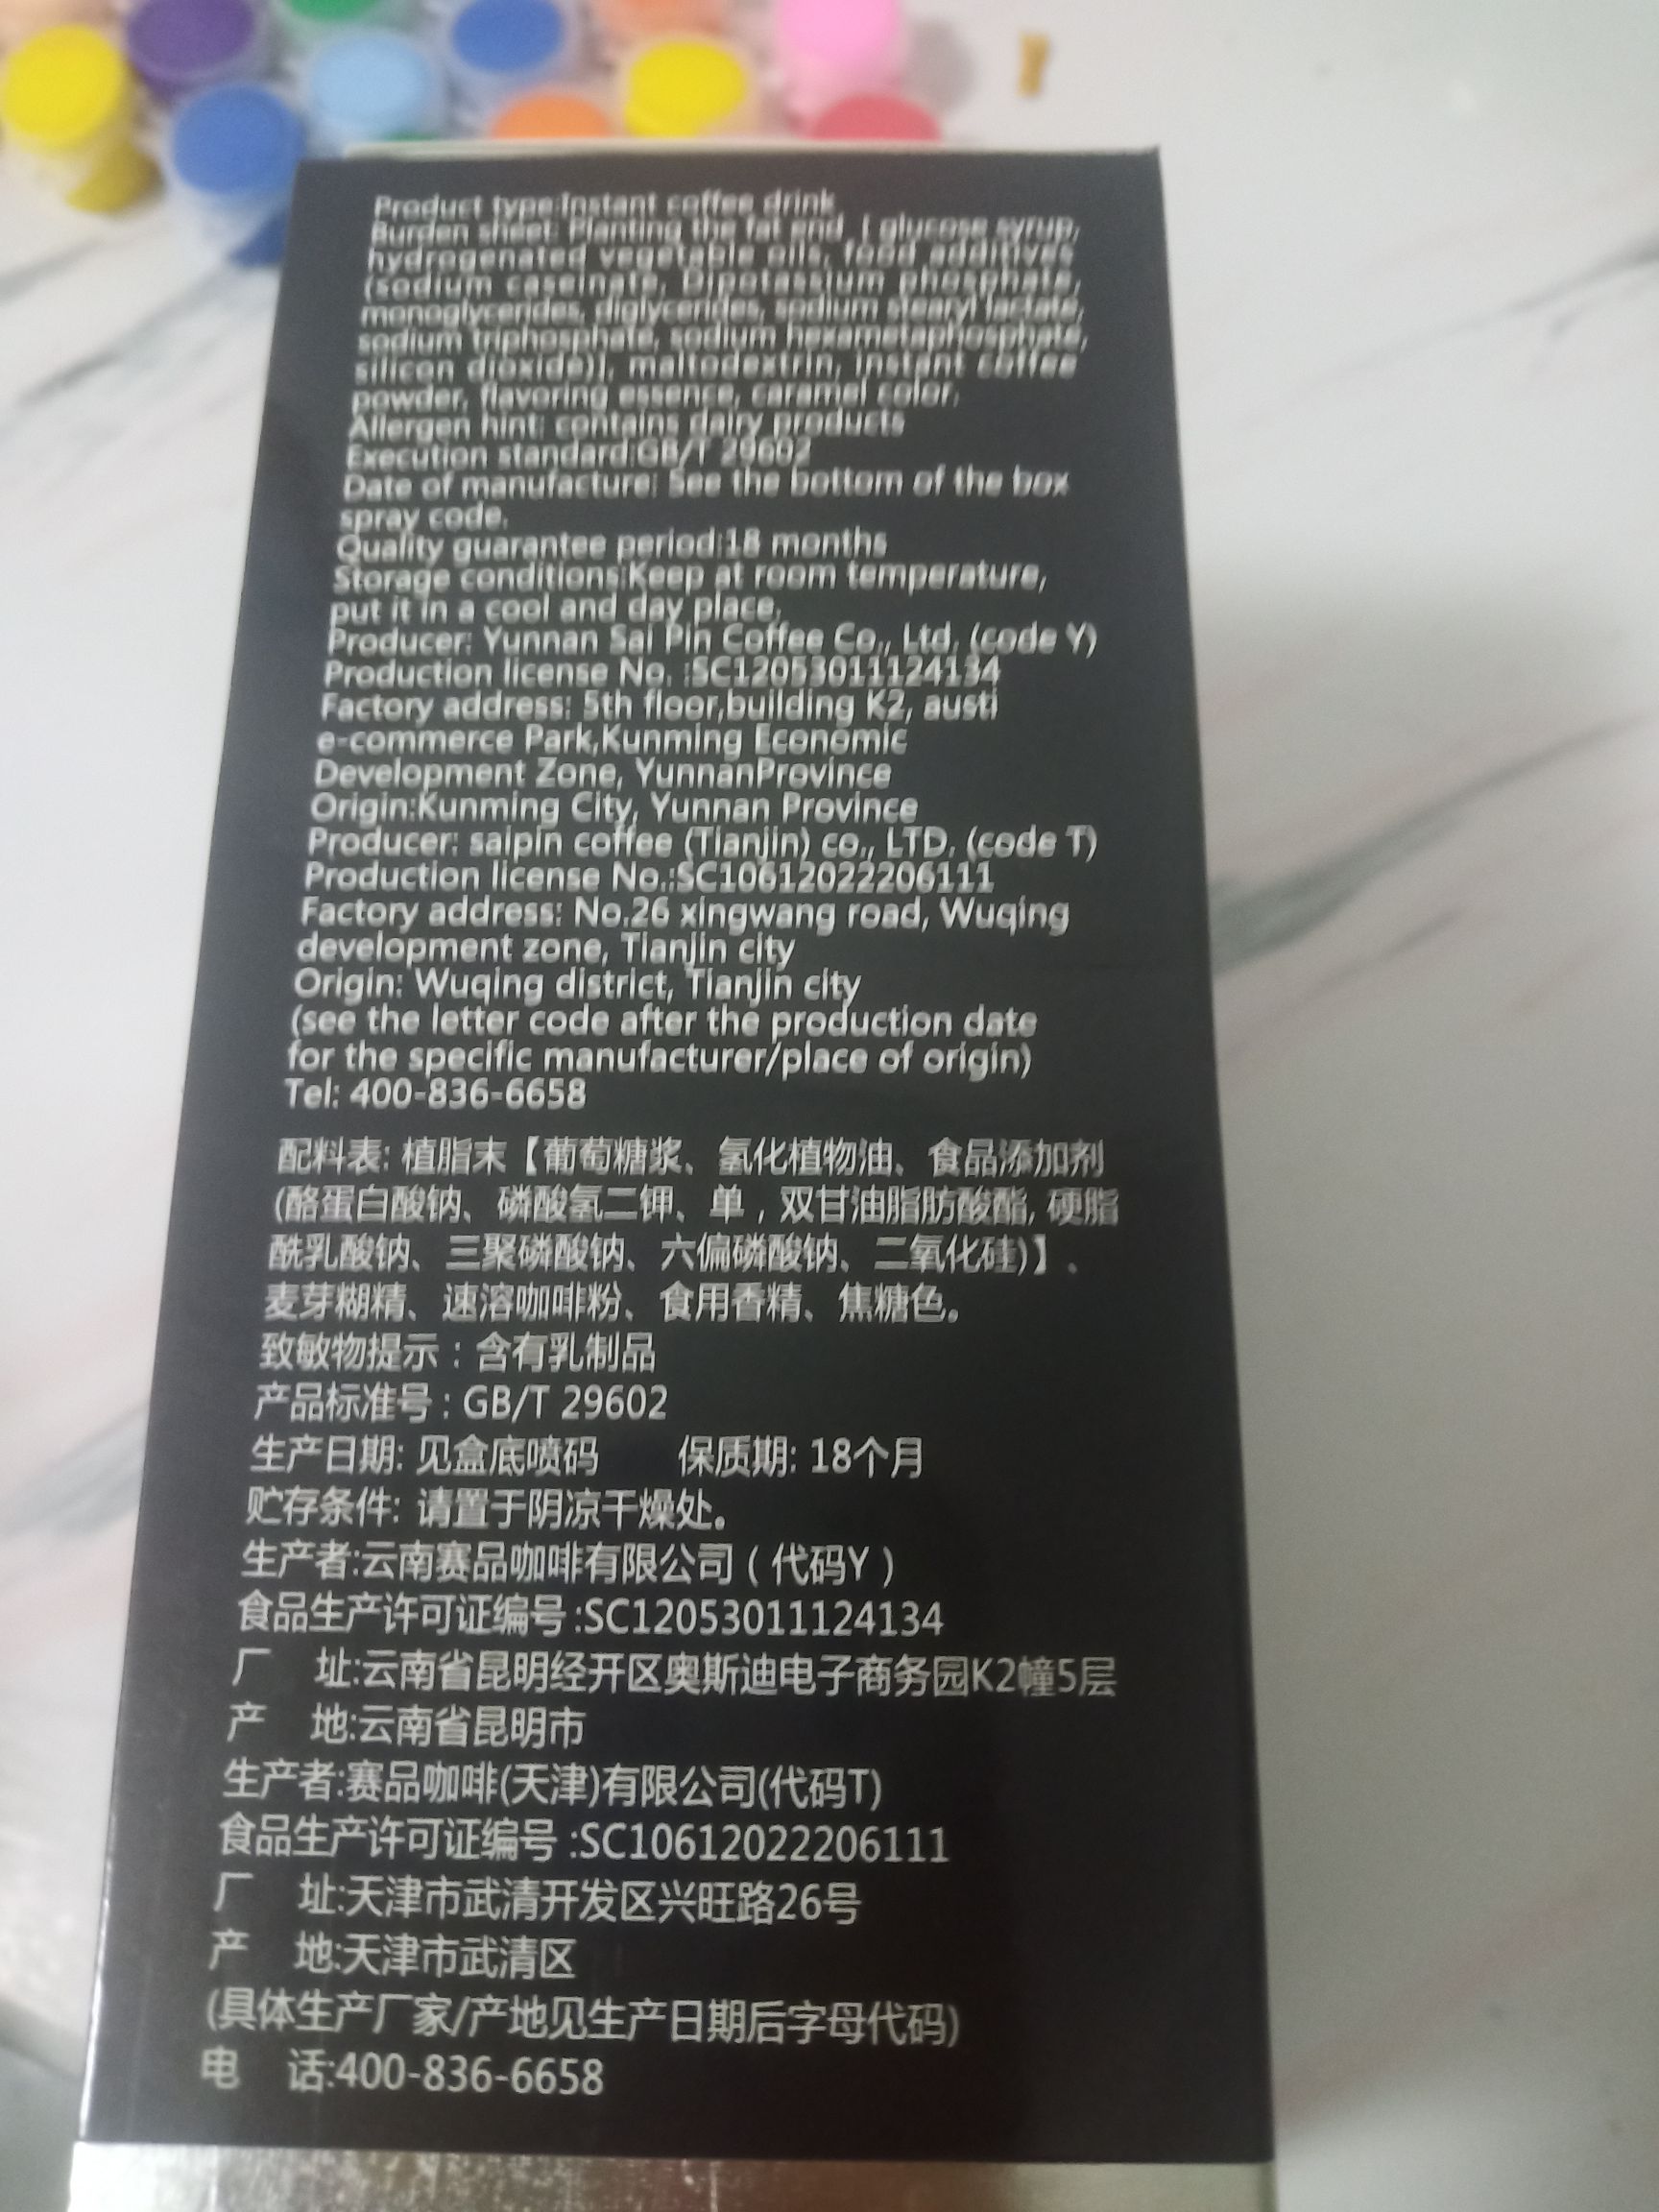 Product type:Instant coffee drink
Burden sheet: Planting the fat end [ glucose syrup,
hydrogenated vegetable oils, food additives
(sodium caseinate, Dipotassium phosphate,
monoglycerides, diglycerides, sodium stearyl lactate,
sodium triphosphate, sodium hexametaphosphate,
silicon dioxide)], maltodextrin, instant coffee
powder, flavoring essence, caramel color.
Allergen hint: contains dairy products
Execution standard:GB/T 29602
Date of manufacture: See the bottom of the box
spray code.
Quality guarantee period:18 months
Storage conditions:Keep at room temperature,
put it in a cool and day place.
Producer: Yunnan Sai Pin Coffee Co., Ltd. (code Y)
Production license No. :SC12053011124134
Factory address: 5th floor,building K2, austi
e-commerce Park,Kunming Economic
Development Zone, YunnanProvince
Origin:Kunming City, Yunnan Province
Producer: saipin coffee (Tianjin) co., LTD. (code T)
Production license No.:SC10612022206111
Factory address: No.26 xingwang road, Wuqing
development zone, Tianjin city
Origin: Wuqing district, Tianjin city
(see the letter code after the production date
for the specific manufacturer/place of origin)
Tel: 400-836-6658
配料表: 植脂末【葡萄糖浆、氢化植物油、食品添加剂
(酪蛋白酸钠、磷酸氢二钾、单，双甘油脂肪酸酯, 硬脂
酰乳酸钠、三聚磷酸钠、六偏磷酸钠、二氧化硅)】、
麦芽糊精、速溶咖啡粉、食用香精、焦糖色。
致敏物提示：含有乳制品
产品标准号：GB/T 29602
生产日期: 见盒底喷码 保质期: 18个月
贮存条件: 请置于阴凉干燥处。
生产者:云南赛品咖啡有限公司（代码Y）
食品生产许可证编号:SC12053011124134
厂 址:云南省昆明经开区奥斯迪电子商务园K2幢5层
产 地:云南省昆明市
生产者:赛品咖啡(天津)有限公司(代码T)
食品生产许可证编号:SC10612022206111
厂 址:天津市武清开发区兴旺路26号
产 地:天津市武清区
(具体生产厂家/产地见生产日期后字母代码)
电 话:400-836-6658